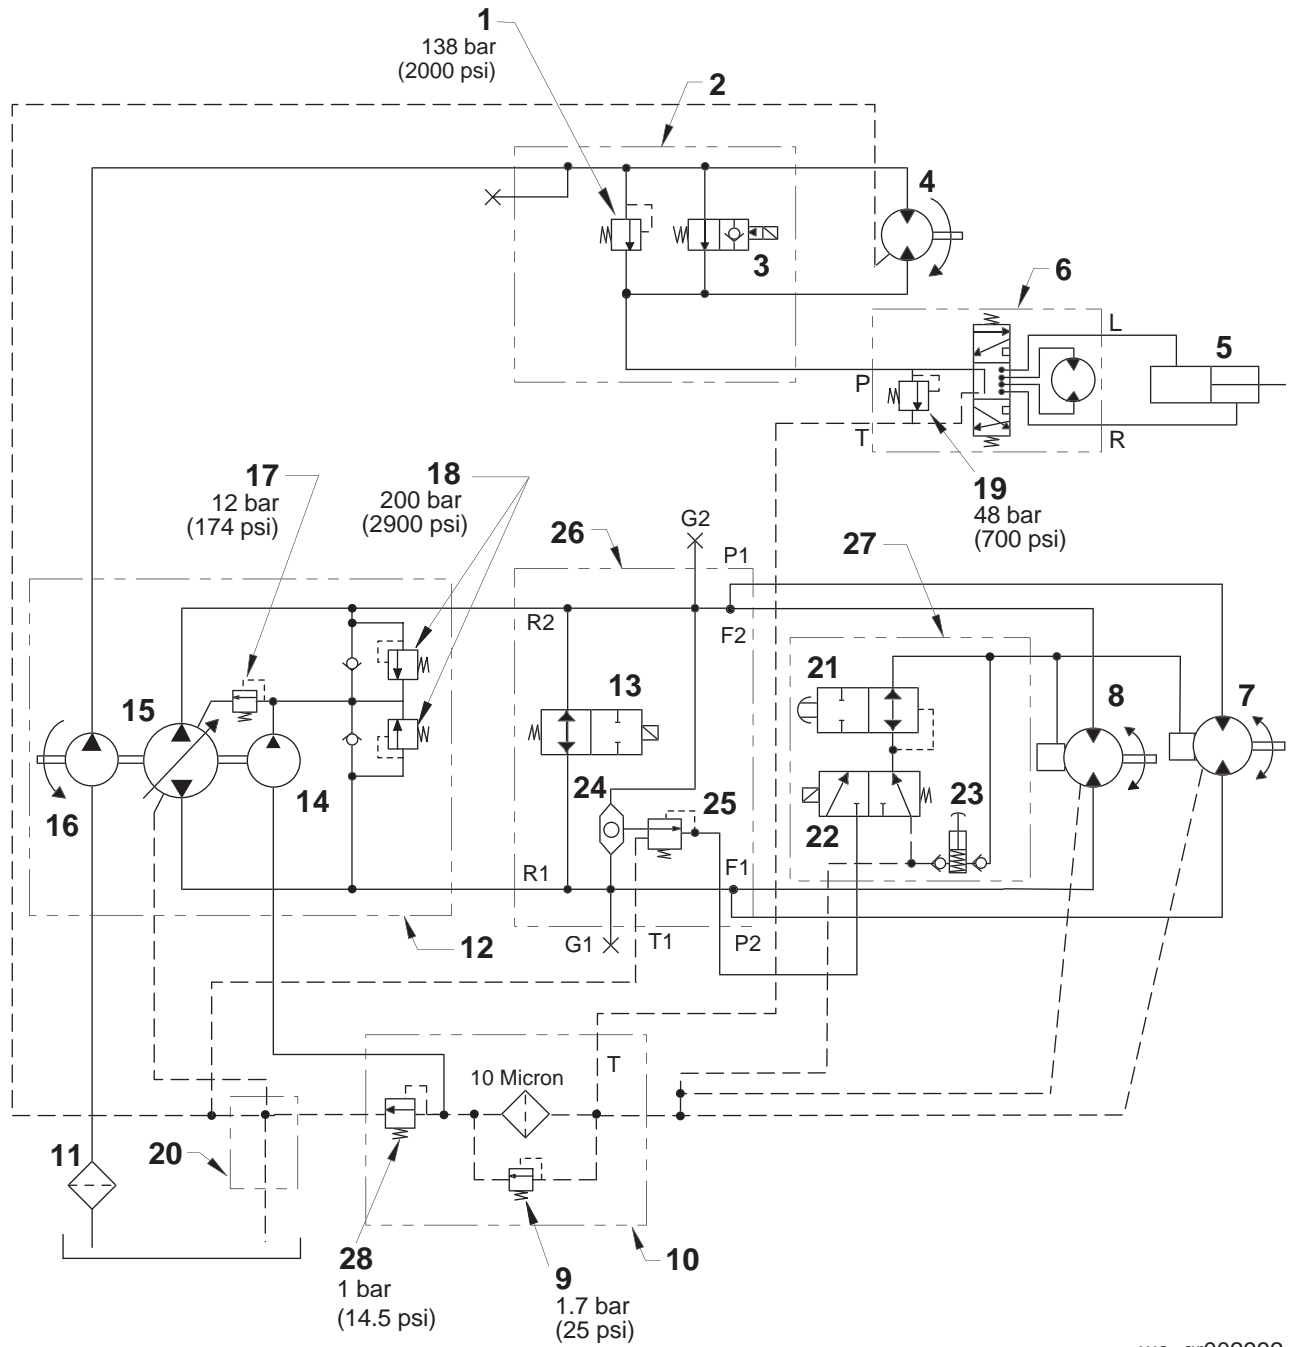 1
138 bar
(2000 psi)
2
3
4
6
L
5
P
T
R
17
12 bar
(174 psi)
18
200 bar
(2900 psi)
19
48 bar
(700 psi)
G2
26
P1
27
R2
F2
21
13
8
7
15
24
25
23
16
14
22
R1
F1
12
G1
T1
P2
T
10 Micron
11
20
28
1 bar
(14.5 psi)
9
1.7 bar
(25 psi)
10